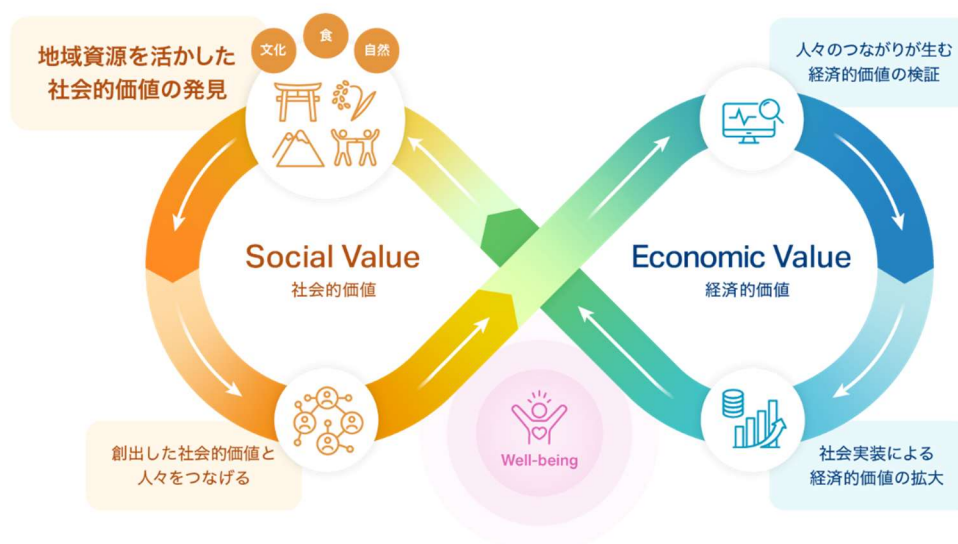 地域資源を活かした
社会的価値の発見
文化
食
自然
人々のつながりが生む
経済的価値の検証
Social Value
社会的価値
Economic Value
経済的価値
創出した社会的価値と
人々をつなげる
Well-being
社会実装による
経済的価値の拡大